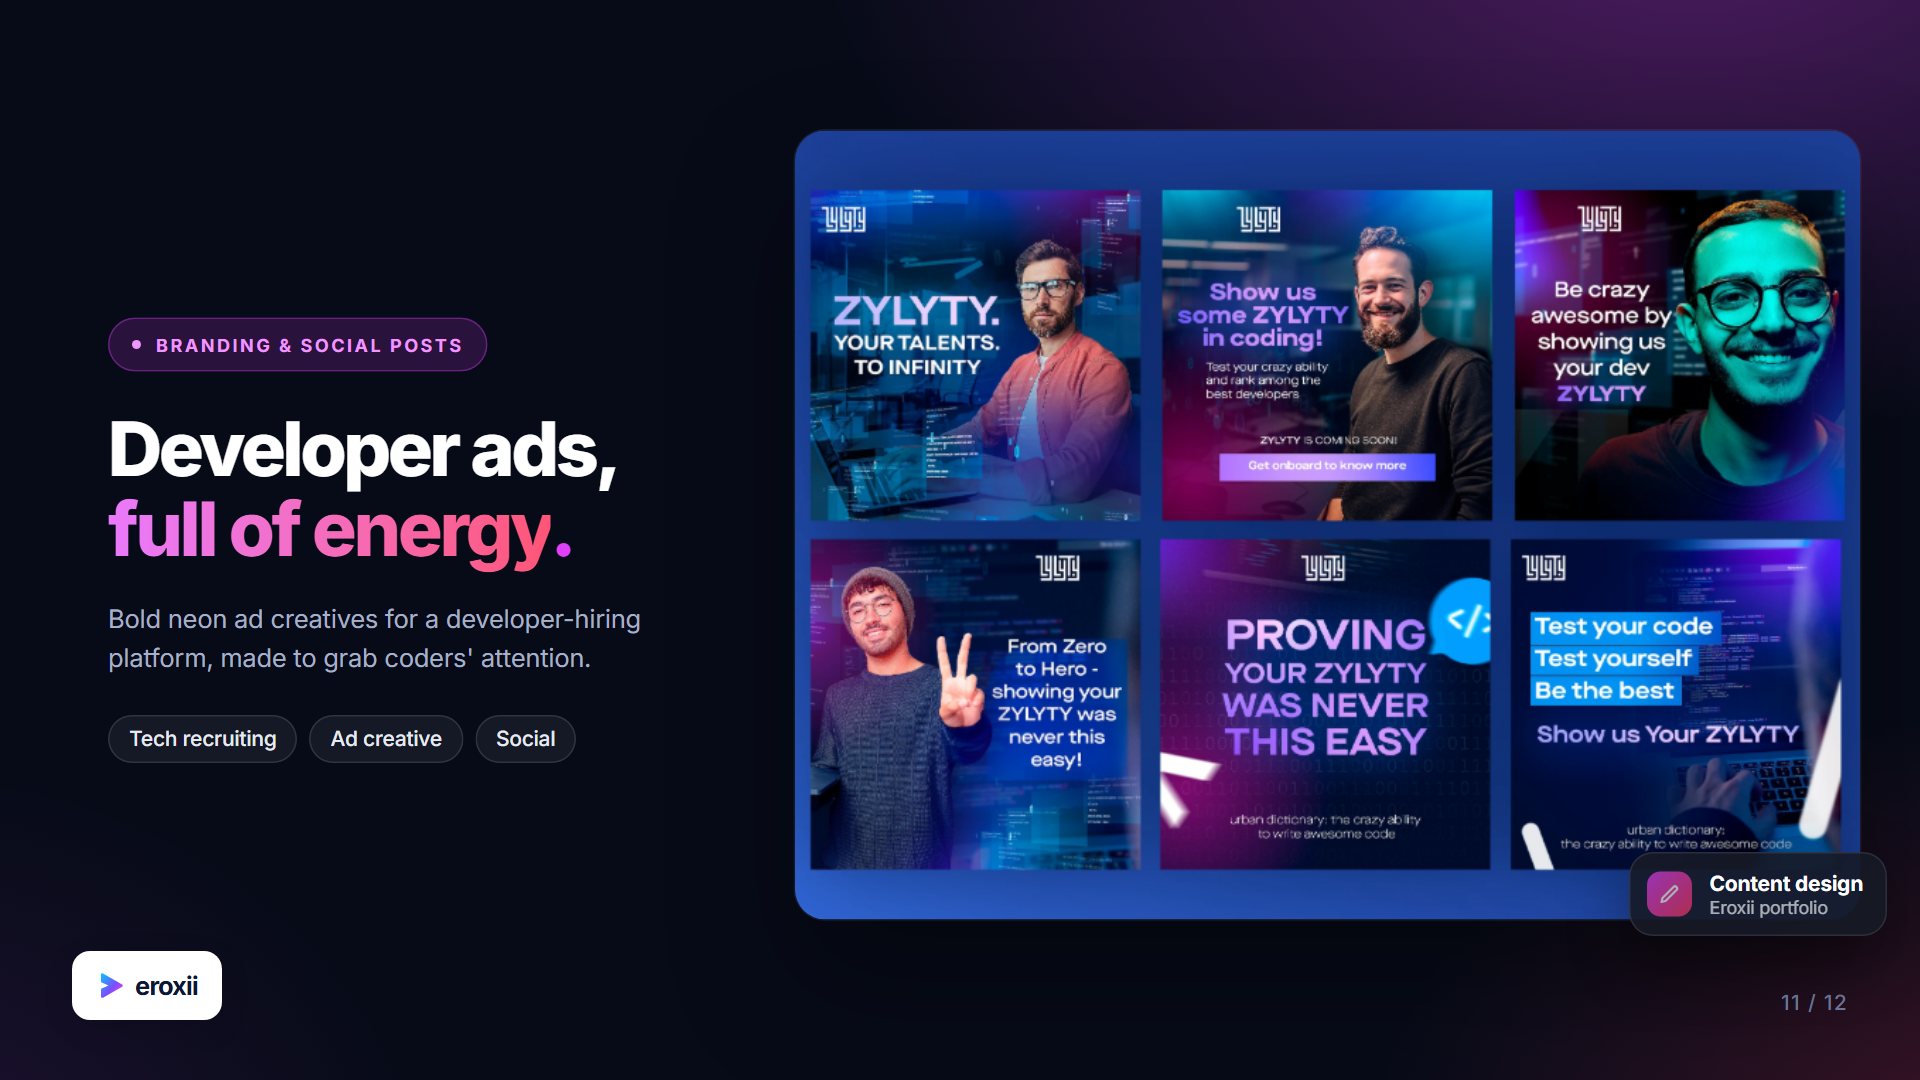 BRANDING & SOCIAL POSTS
Developer ads,
full of energy.
Bold neon ad creatives for a developer-hiring
platform, made to grab coders' attention.
Tech recruiting
Ad creative
Social
eroxii
ZYLYTY
ZYLYTY.
YOUR TALENTS.
TO INFINITY
ZYLYTY
Show us
some ZYLYTY
in coding!
Test your crazy ability
and rank among the
best developers
ZYLYTY IS COMING SOON!
Get onboard to know more
ZYLYTY
Be crazy
awesome by
showing us
your dev
ZYLYTY
ZYLYTY
From Zero
to Hero -
showing your
ZYLYTY was
never this
easy!
ZYLYTY
</>
PROVING
YOUR ZYLYTY
WAS NEVER
THIS EASY
urban dictionary: the crazy ability
to write awesome code
ZYLYTY
Test your code
Test yourself
Be the best
Show us Your ZYLYTY
urban dictionary:
the crazy ability to write awesome code
Content design
Eroxii portfolio
11 / 12